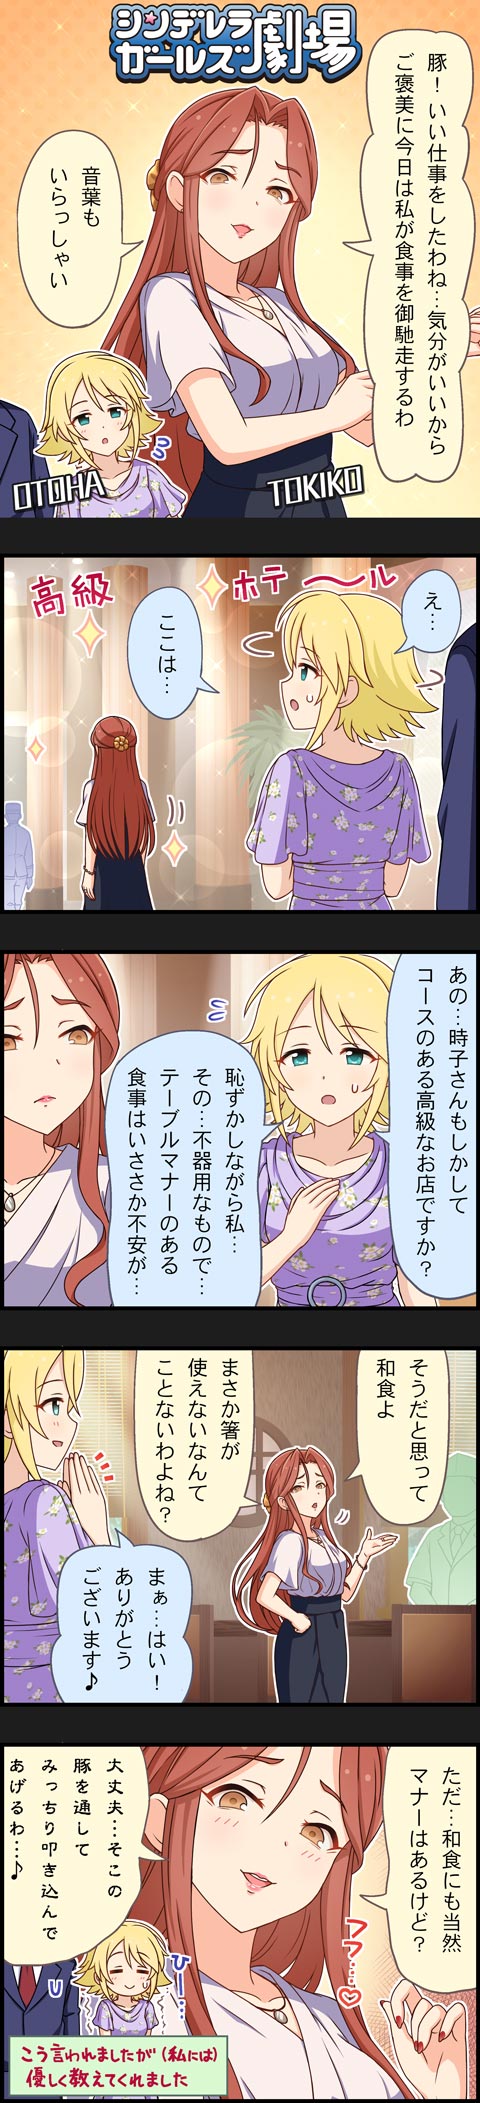 シンデレラ
ガールズ劇場
豚！いい仕事をしたわね…気分がいいから
ご褒美に今日は私が食事を御馳走するわ
音葉も
いらっしゃい
OTOHA
TOKIKO
高級
ホテ～ル
え…
ここは…
あの…時子さんもしかして
コースのある高級なお店ですか？
恥ずかしながら私…
その…不器用なもので…
テーブルマナーのある
食事はいささか不安が…
そうだと思って
和食よ
まさか箸が
使えないなんて
ことないわよね？
まぁ…はい！
ありがとう
ございます♪
ただ…和食にも当然
マナーはあるけど？
大丈夫…そこの
豚を通して
みっちり叩き込んで
あげるわ…♪
フフ…♡
ひー…
こう言われましたが（私には）
優しく教えてくれました